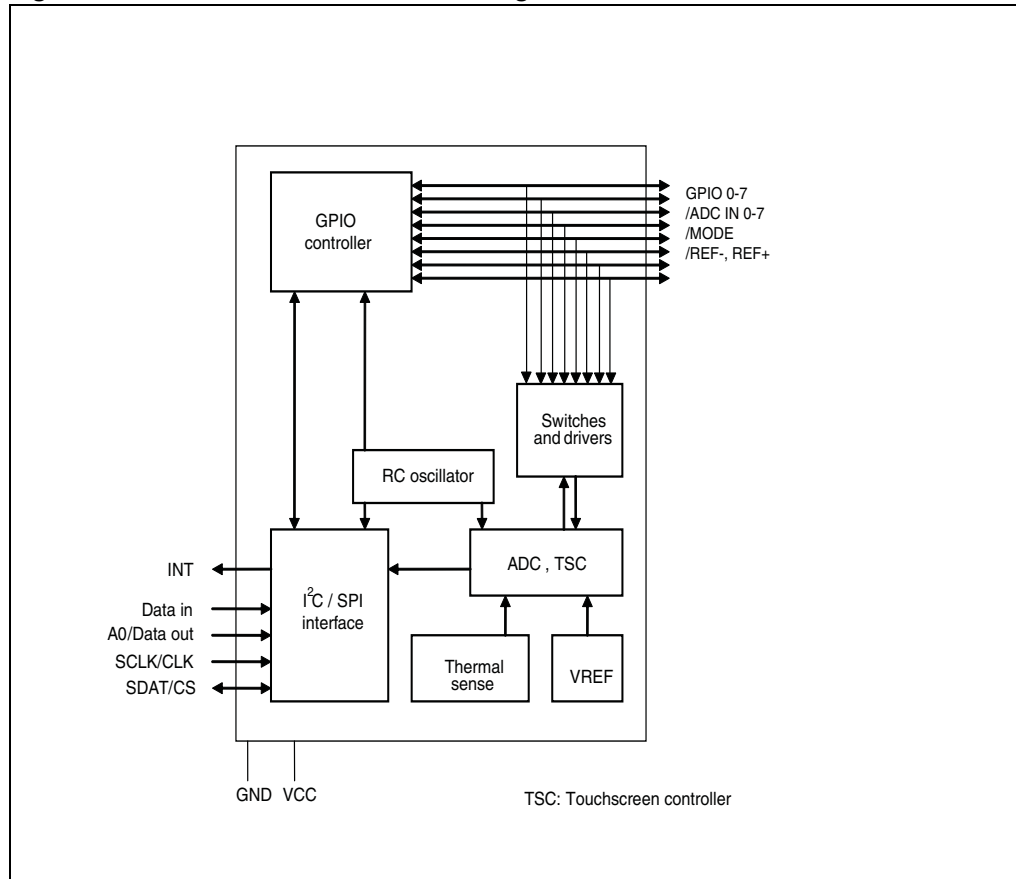 GPIO
controller
GPIO 0-7
/ADC IN 0-7
/MODE
/REF-, REF+
Switches
and drivers
RC oscillator
ADC , TSC
I²C / SPI
interface
INT
Data in
A0/Data out
SCLK/CLK
SDAT/CS
Thermal
sense
VREF
GND VCC
TSC: Touchscreen controller